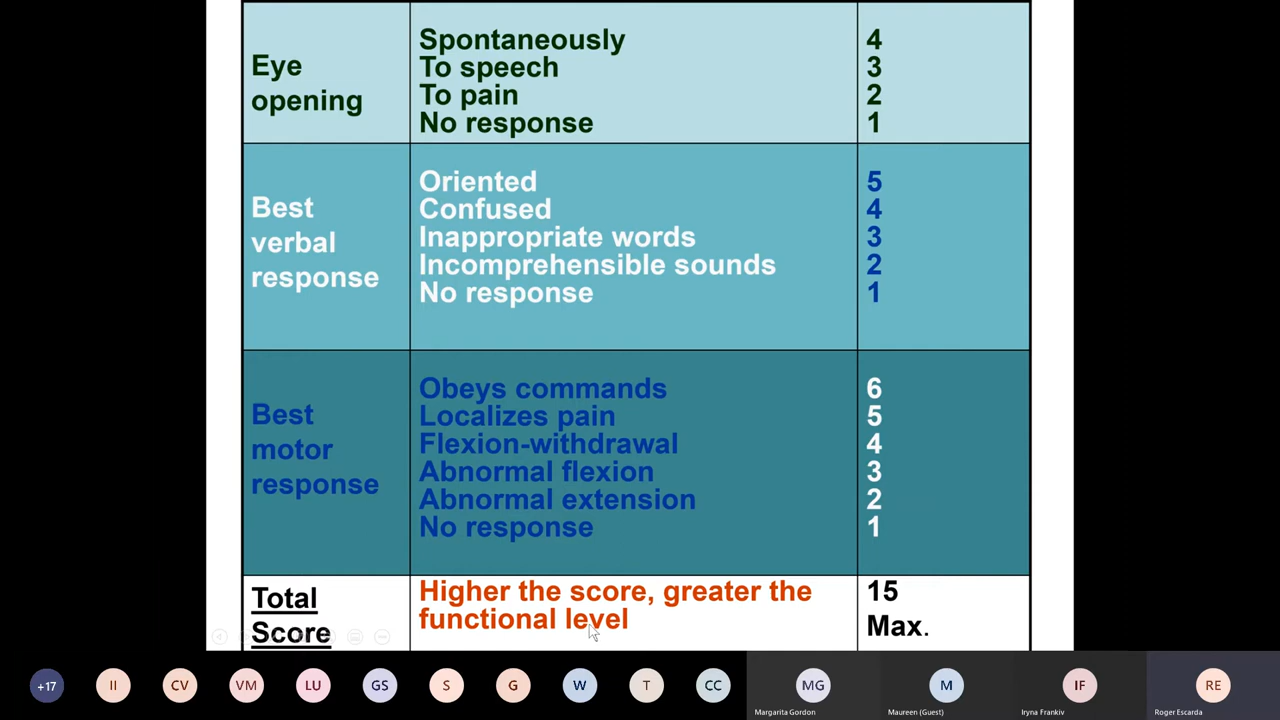 Eye
opening
Spontaneously 4
To speech 3
To pain 2
No response 1
Best
verbal
response
Oriented 5
Confused 4
Inappropriate words 3
Incomprehensible sounds 2
No response 1
Best
motor
response
Obeys commands 6
Localizes pain 5
Flexion-withdrawal 4
Abnormal flexion 3
Abnormal extension 2
No response 1
Total
Score
Higher the score, greater the
functional level
15
Max.
+17 II CV VM LU GS S G W T CC MG M IF RE
Margarita Gordon Maureen (Guest) Iryna Frankiv Roger Escarda